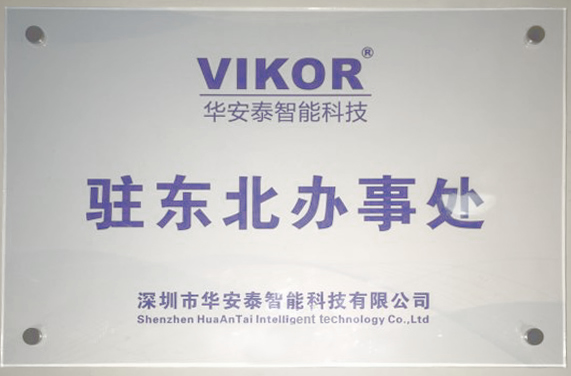 VIKOR®
华安泰智能科技
驻东北办事处
深圳市华安泰智能科技有限公司
Shenzhen HuaAnTai Intelligent technology Co.,Ltd